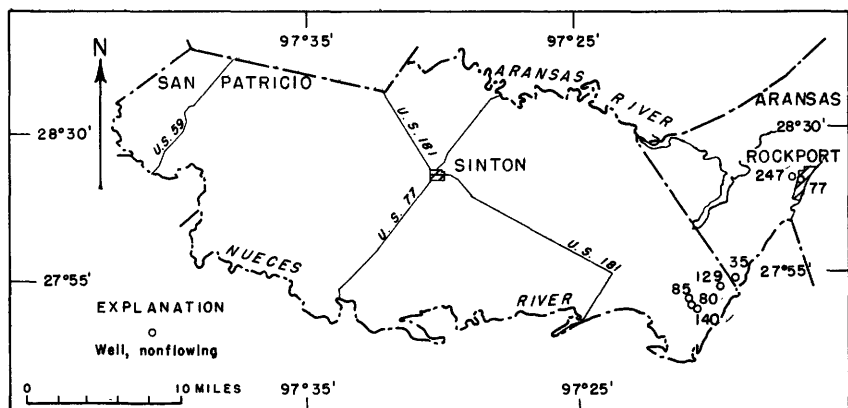 97°35'
97°25'
N
SAN PATRICIO
ARANSAS
RIVER
ARANSAS
U.S. 59
U.S. 181
28°30'
28°30'
ROCKPORT
SINTON
247
77
U.S. 77
NUECES
U.S. 181
27°55'
35
129
27°55'
85
80
140
EXPLANATION
RIVER
Well, nonflowing
0
10 MILES
97°35'
97°25'